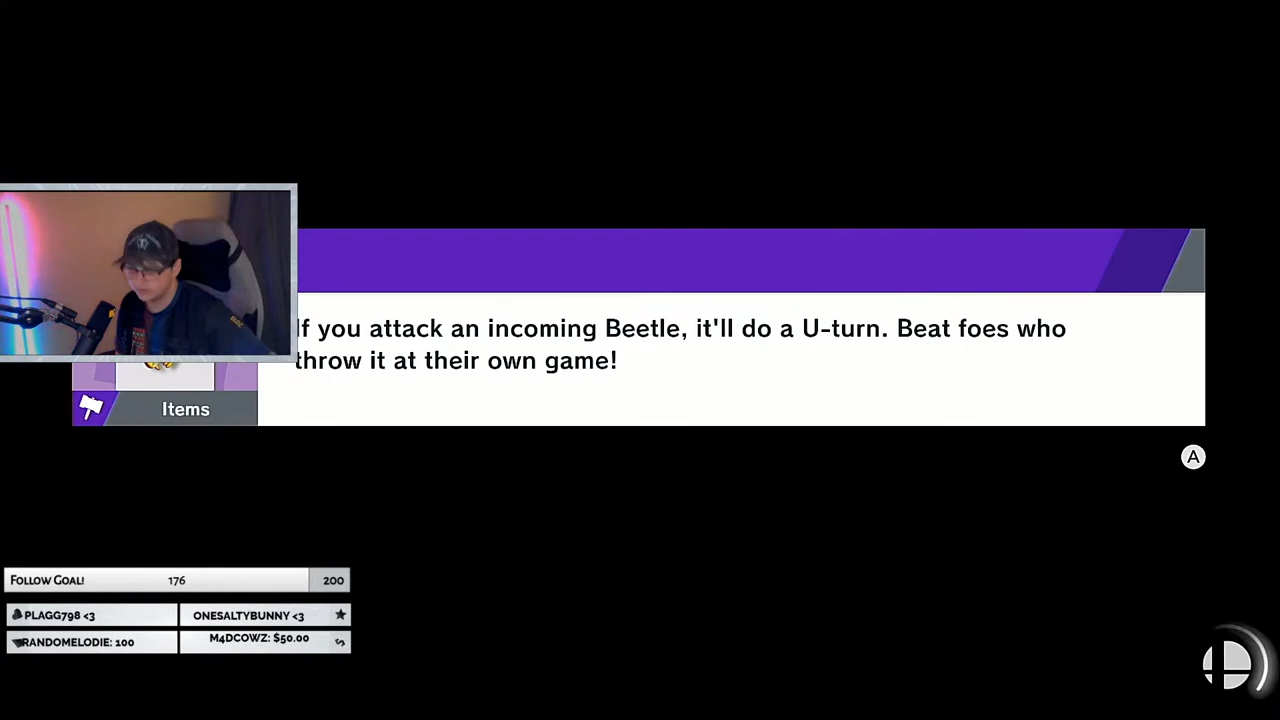 If you attack an incoming Beetle, it'll do a U-turn. Beat foes who
throw it at their own game!
Items
A
FOLLOW GOAL! 176 200
PLAGG798 <3 ONESALTYBUNNY <3
RANDOMELODIE: 100 M4DCOWZ: $50.00